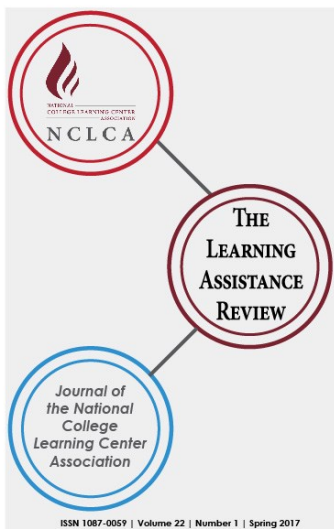 NATIONAL
COLLEGE LEARNING CENTER
ASSOCIATION
NCLCA
THE
LEARNING
ASSISTANCE
REVIEW
Journal of
the National
College
Learning Center
Association
ISSN 1087-0059 | Volume 22 | Number 1 | Spring 2017